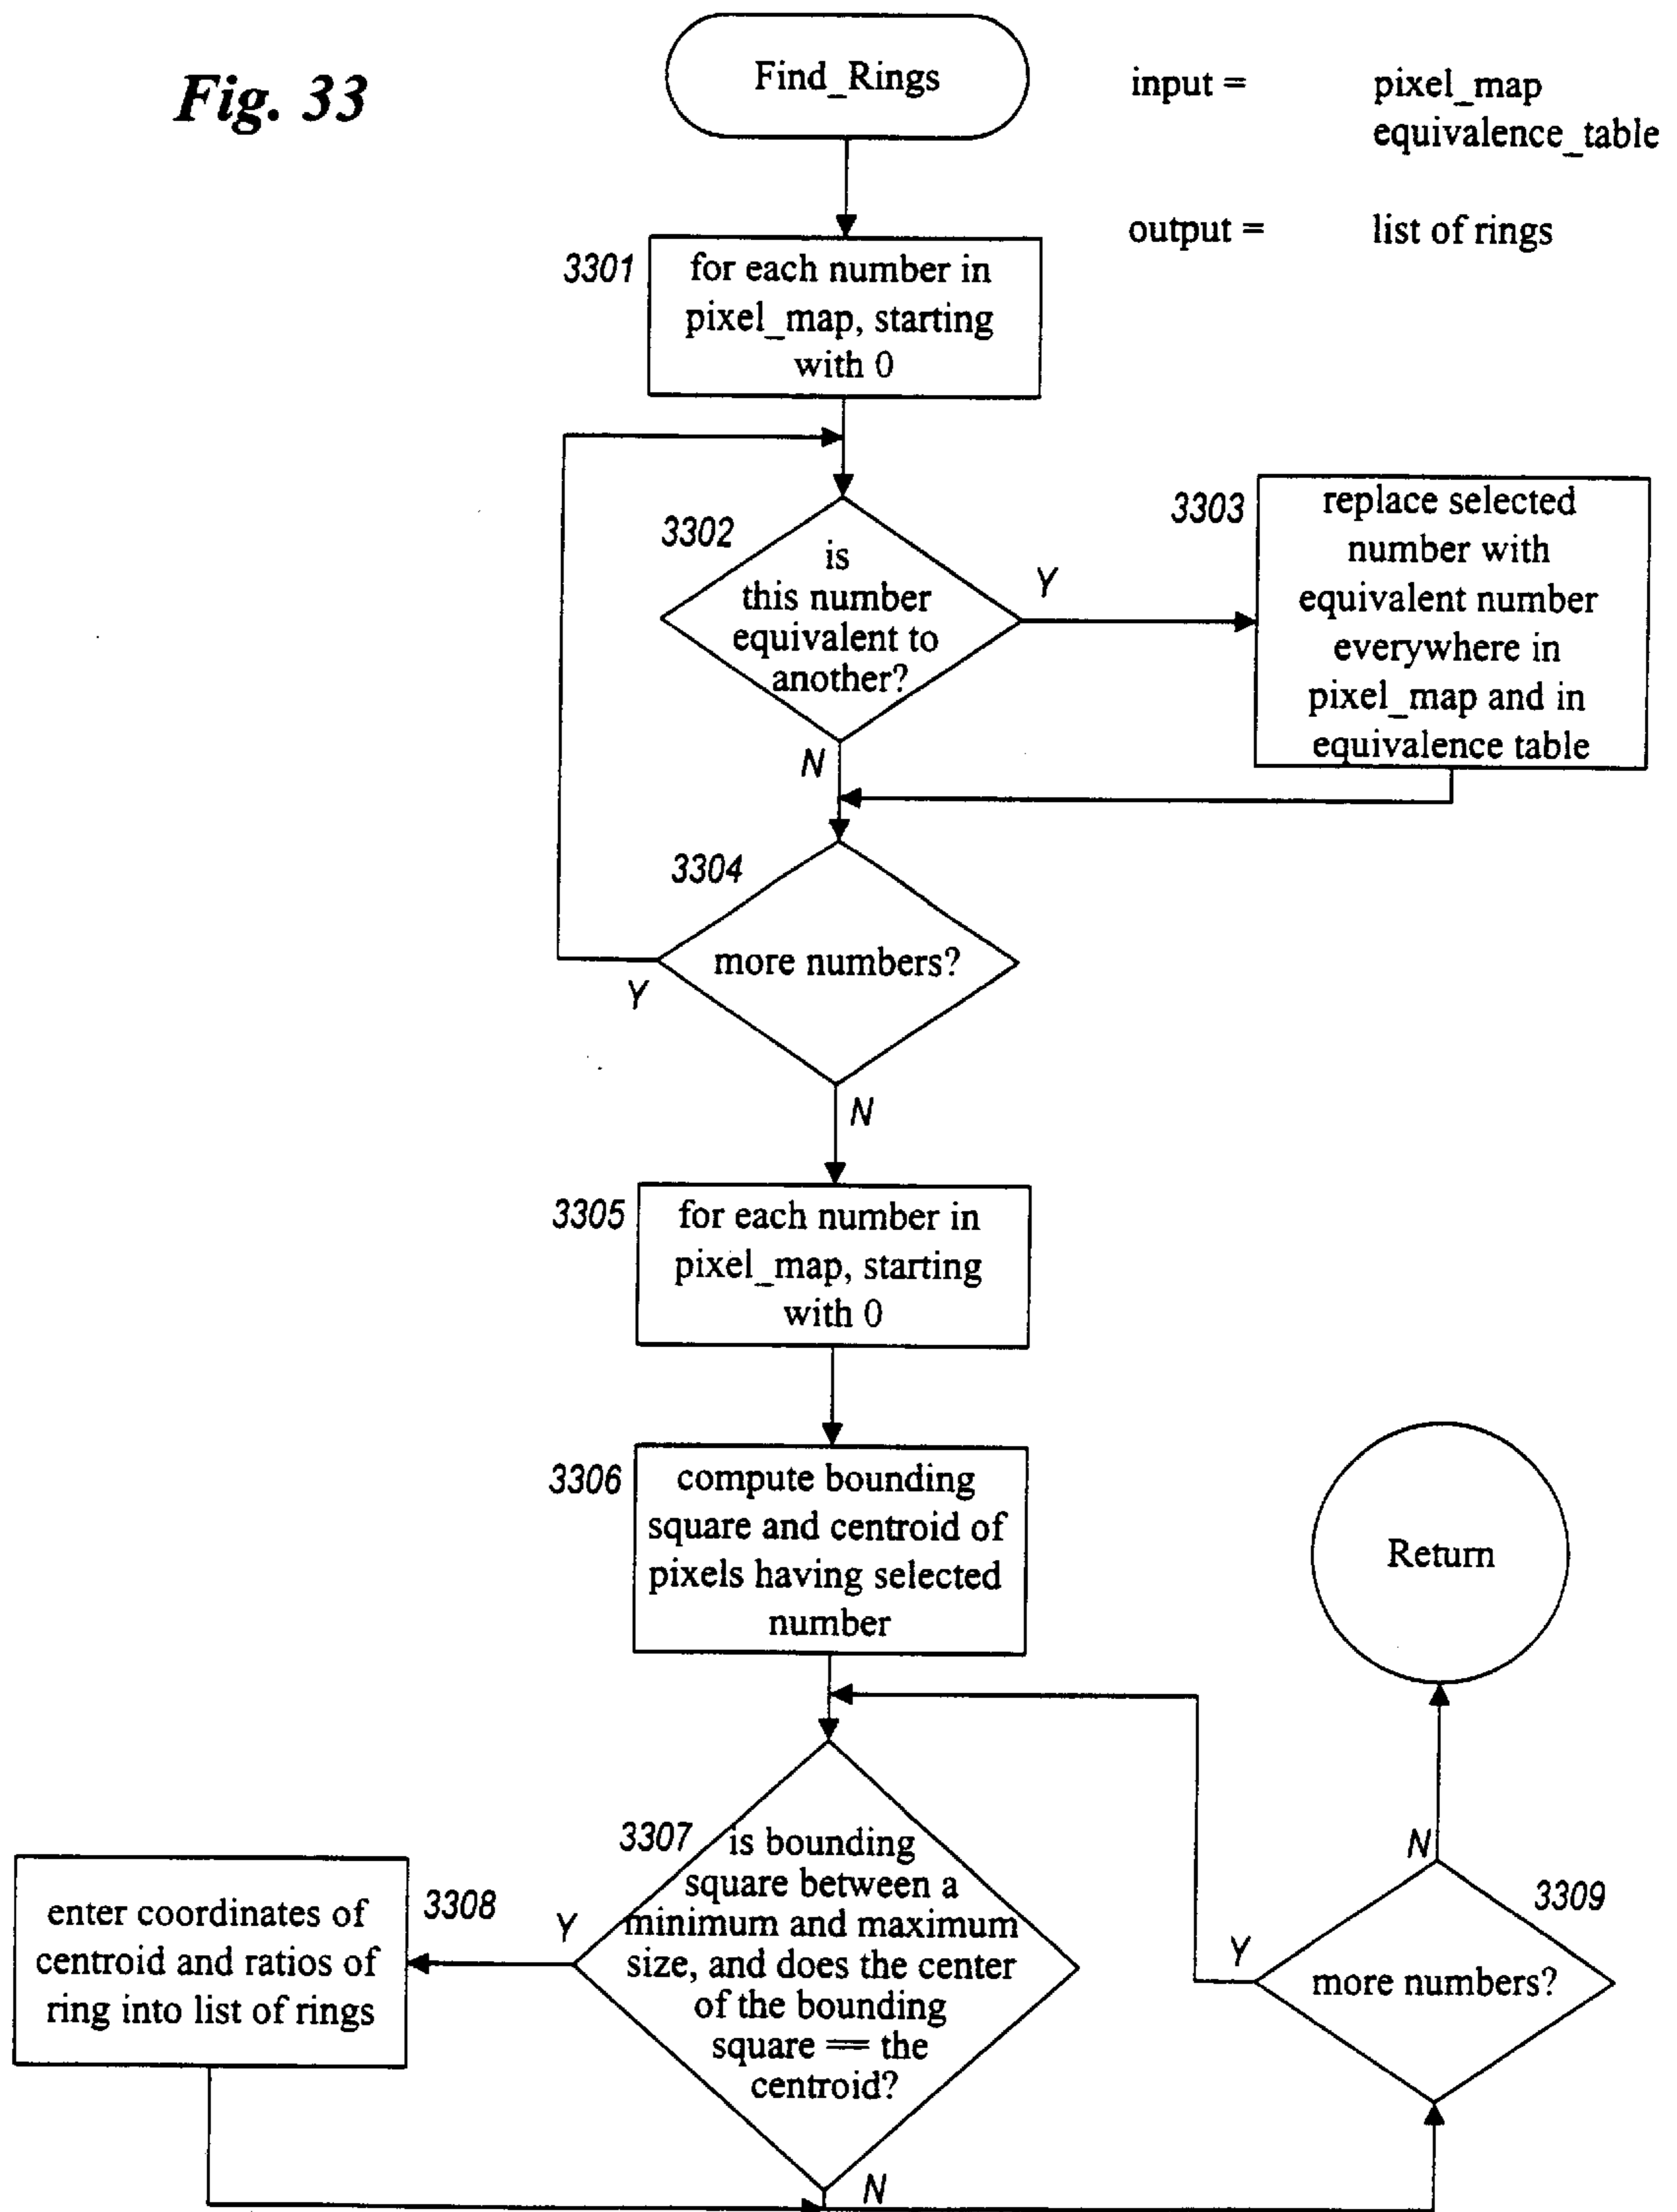 Fig. 33
Find_Rings
input = pixel_map
equivalence_table
output = list of rings
3301
for each number in
pixel_map, starting
with 0
3302
is
this number
equivalent to
another?
Y
N
3303
replace selected
number with
equivalent number
everywhere in
pixel_map and in
equivalence table
3304
more numbers?
Y
N
3305
for each number in
pixel_map, starting
with 0
3306
compute bounding
square and centroid of
pixels having selected
number
3307
is bounding
square between a
minimum and maximum
size, and does the center
of the bounding
square == the
centroid?
Y
N
3308
enter coordinates of
centroid and ratios of
ring into list of rings
3309
more numbers?
Y
N
Return